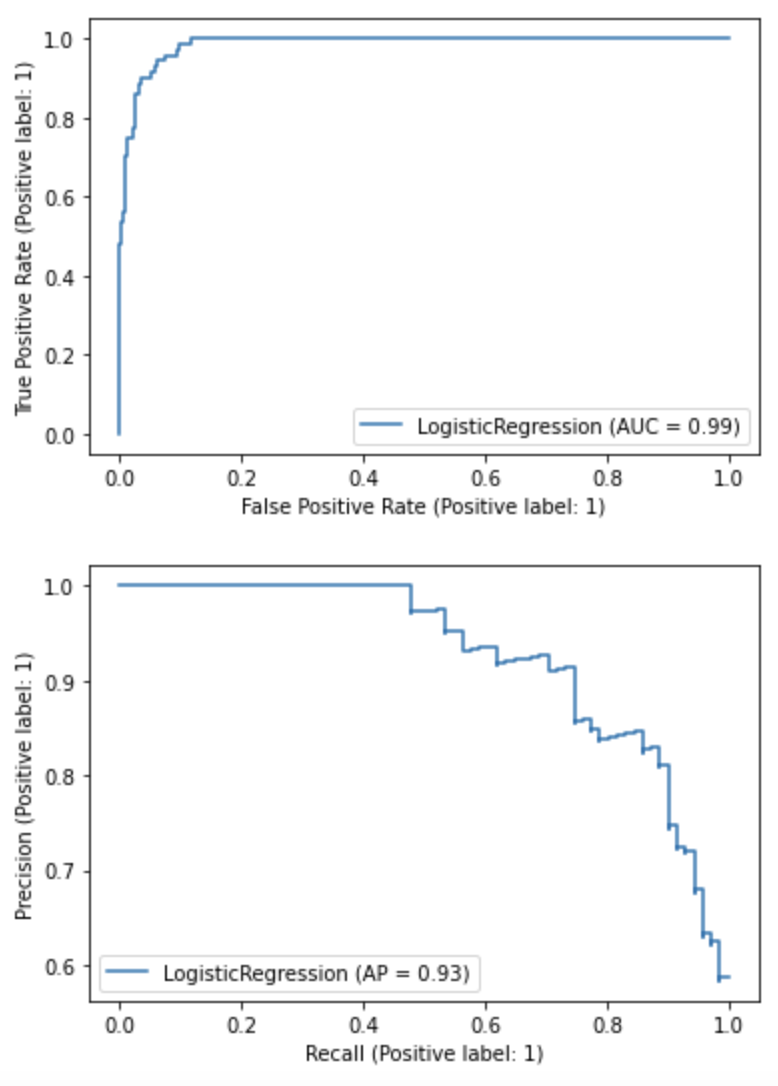 1.0
0.8
0.6
0.4
0.2
0.0
True Positive Rate (Positive label: 1)
LogisticRegression (AUC = 0.99)
0.0 0.2 0.4 0.6 0.8 1.0
False Positive Rate (Positive label: 1)
1.0
0.9
0.8
0.7
0.6
Precision (Positive label: 1)
LogisticRegression (AP = 0.93)
0.0 0.2 0.4 0.6 0.8 1.0
Recall (Positive label: 1)